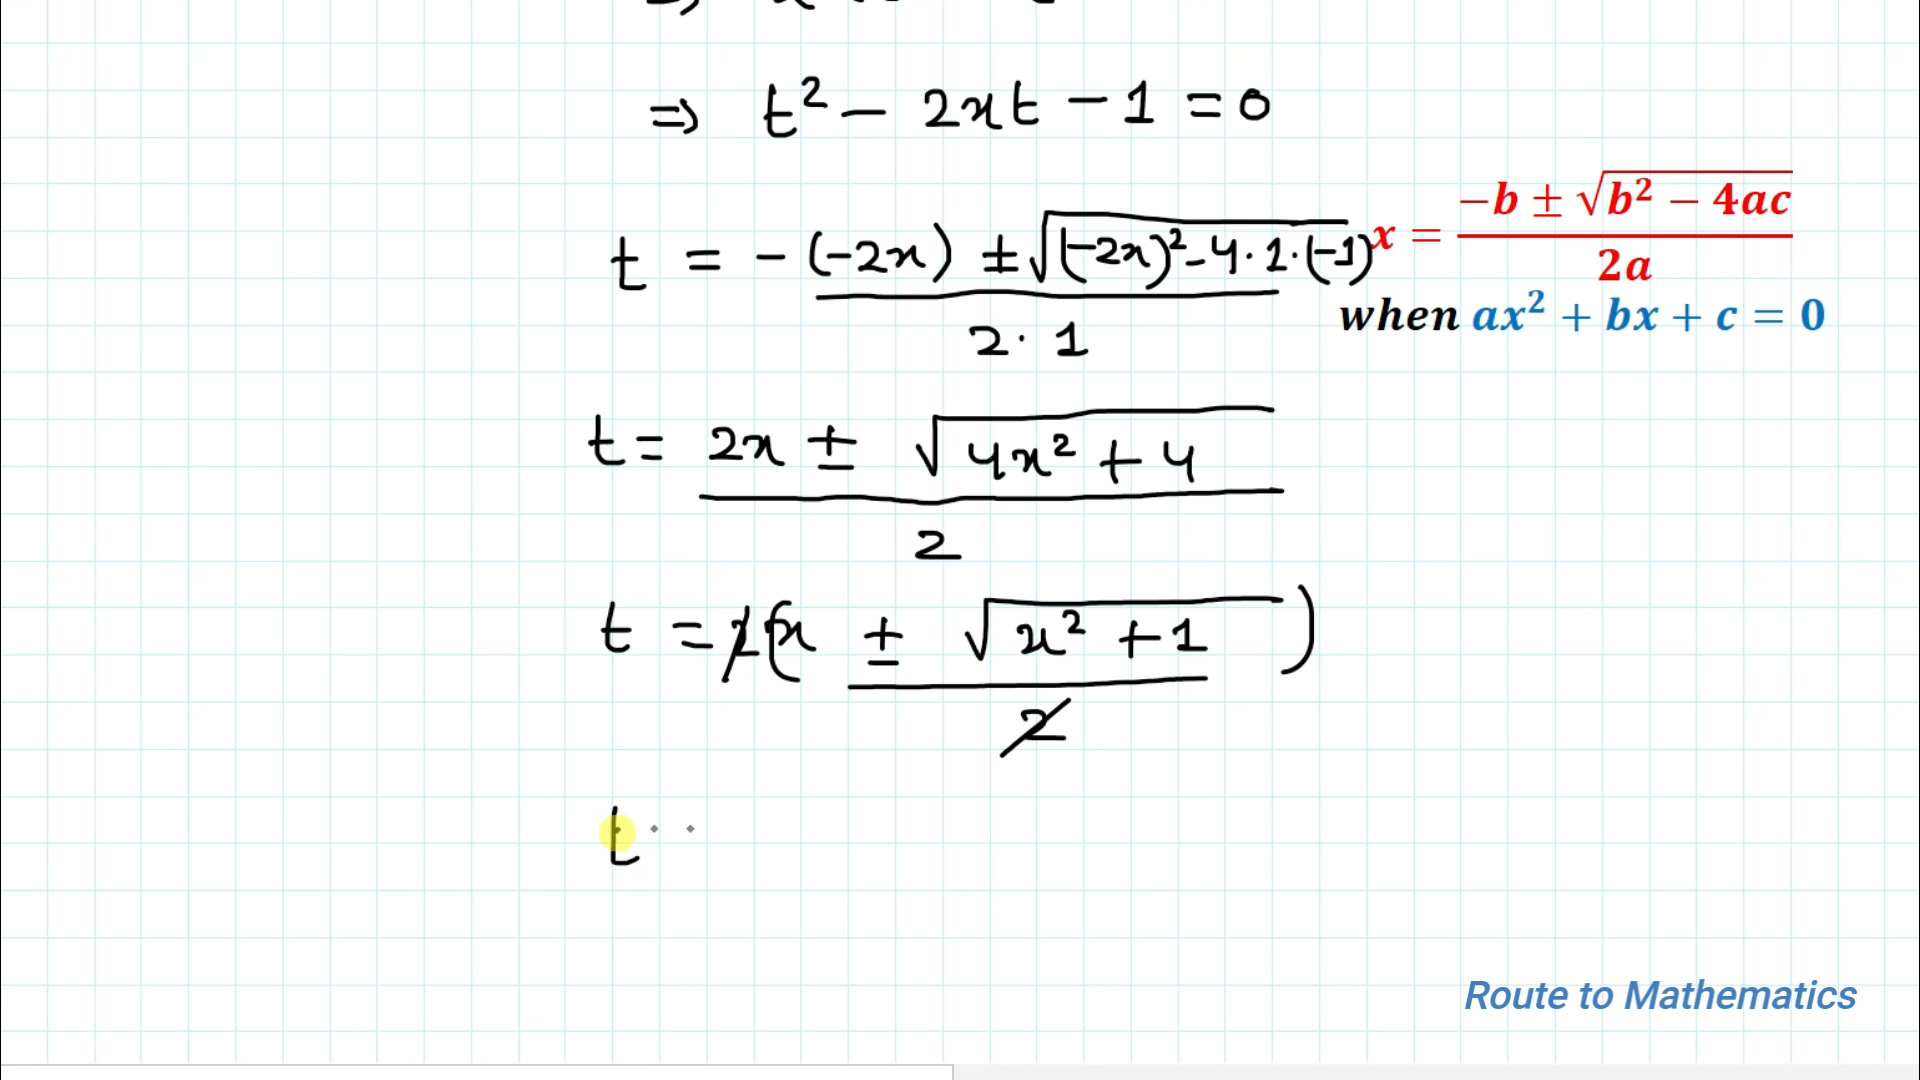 ⇒ t² − 2xt − 1 = 0
t = −(−2x) ± √(−2x)² − 4·1·(−1)
2·1
x = −b ± √b² − 4ac
2a
when ax² + bx + c = 0
t = 2x ± √4x² + 4
2
t = 2(x ± √x² + 1)
2
t
Route to Mathematics